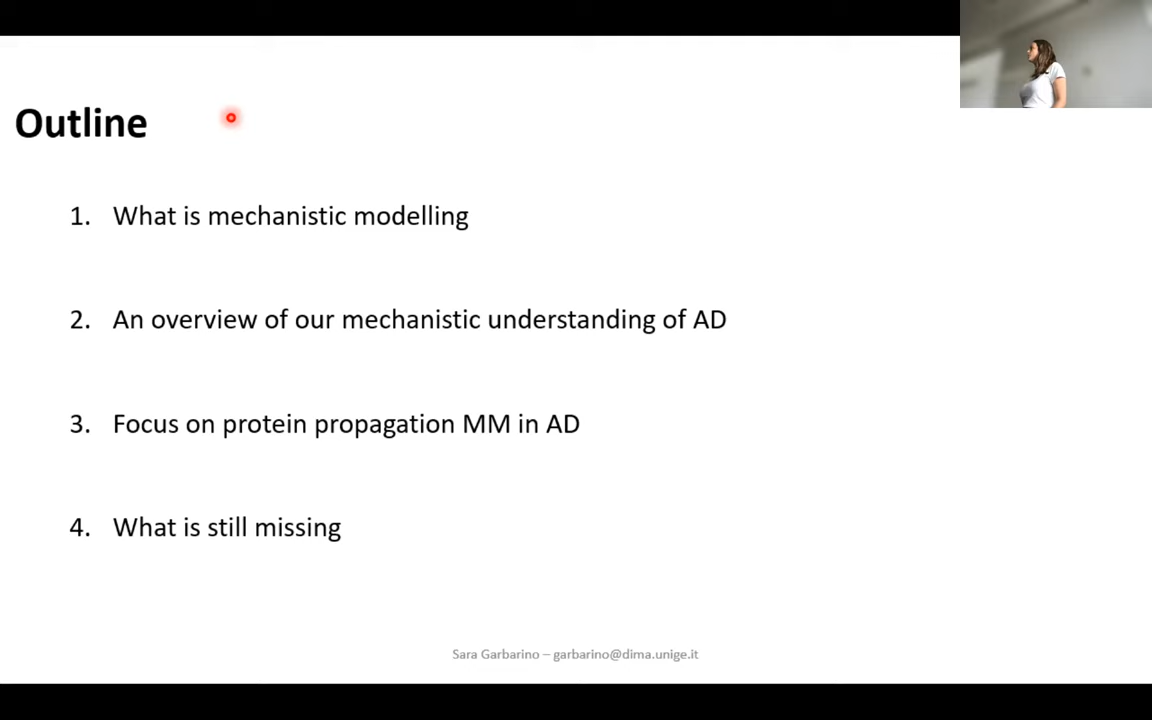 Outline
1. What is mechanistic modelling
2. An overview of our mechanistic understanding of AD
3. Focus on protein propagation MM in AD
4. What is still missing
Sara Garbarino – garbarino@dima.unige.it